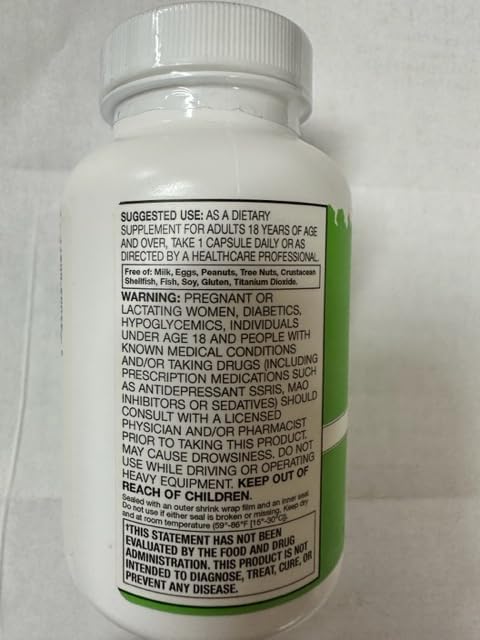 SUGGESTED USE: AS A DIETARY
SUPPLEMENT FOR ADULTS 18 YEARS OF AGE
AND OVER, TAKE 1 CAPSULE DAILY OR AS
DIRECTED BY A HEALTHCARE PROFESSIONAL.
Free of: Milk, Eggs, Peanuts, Tree Nuts, Crustacean
Shellfish, Fish, Soy, Gluten, Titanium Dioxide.
WARNING: PREGNANT OR
LACTATING WOMEN, DIABETICS,
HYPOGLYCEMICS, INDIVIDUALS
UNDER AGE 18 AND PEOPLE WITH
KNOWN MEDICAL CONDITIONS
AND/OR TAKING DRUGS (INCLUDING
PRESCRIPTION MEDICATIONS SUCH
AS ANTIDEPRESSANT SSRIS, MAO
INHIBITORS OR SEDATIVES) SHOULD
CONSULT WITH A LICENSED
PHYSICIAN AND/OR PHARMACIST
PRIOR TO TAKING THIS PRODUCT.
MAY CAUSE DROWSINESS. DO NOT
USE WHILE DRIVING OR OPERATING
HEAVY EQUIPMENT. KEEP OUT OF
REACH OF CHILDREN.
Sealed with an outer shrink wrap film and an inner seal.
Do not use if either seal is broken or missing. Keep dry
and at room temperature (59°-86°F [15°-30°C]).
†THIS STATEMENT HAS NOT BEEN
EVALUATED BY THE FOOD AND DRUG
ADMINISTRATION. THIS PRODUCT IS NOT
INTENDED TO DIAGNOSE, TREAT, CURE, OR
PREVENT ANY DISEASE.